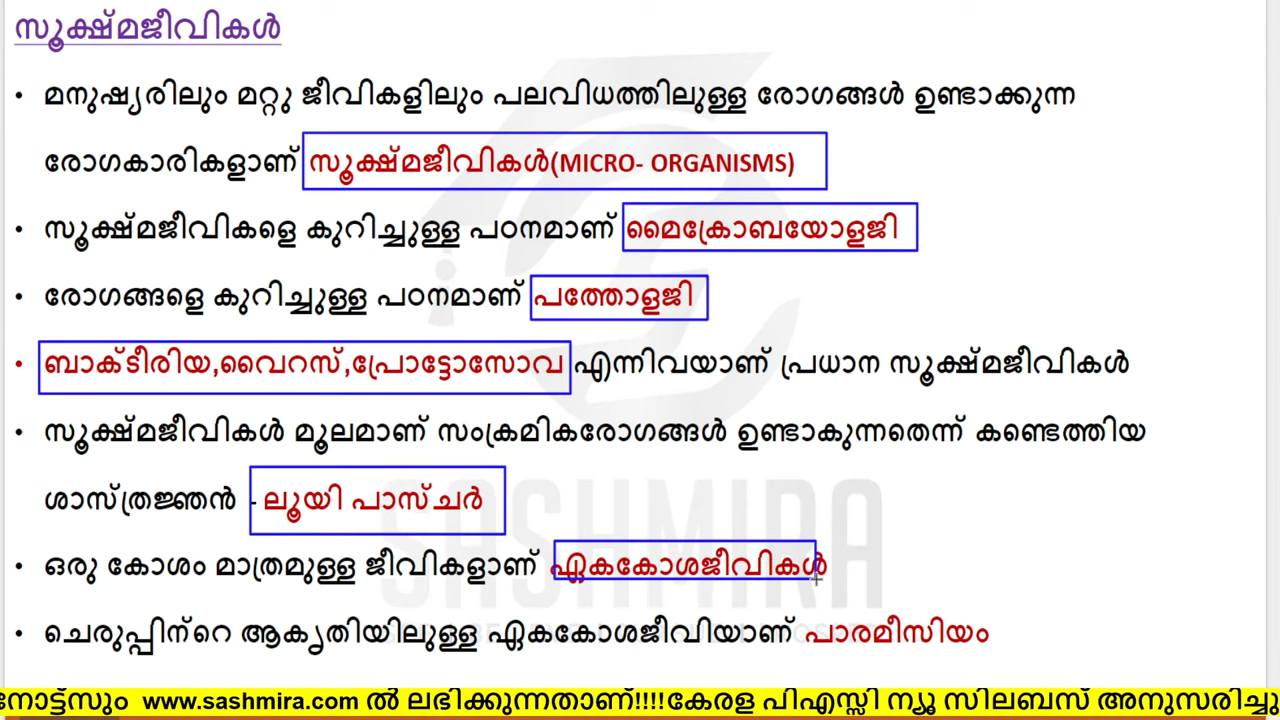 സൂക്ഷ്മജീവികൾ
• മനുഷ്യരിലും മറ്റു ജീവികളിലും പലവിധത്തിലുള്ള രോഗങ്ങൾ ഉണ്ടാക്കുന്ന
രോഗകാരികളാണ് സൂക്ഷ്മജീവികൾ(MICRO- ORGANISMS)
• സൂക്ഷ്മജീവികളെ കുറിച്ചുള്ള പഠനമാണ് മൈക്രോബയോളജി
• രോഗങ്ങളെ കുറിച്ചുള്ള പഠനമാണ് പത്തോളജി
• ബാക്ടീരിയ,വൈറസ്,പ്രോട്ടോസോവ എന്നിവയാണ് പ്രധാന സൂക്ഷ്മജീവികൾ
• സൂക്ഷ്മജീവികൾ മൂലമാണ് സംക്രമികരോഗങ്ങൾ ഉണ്ടാകുന്നതെന്ന് കണ്ടെത്തിയ
ശാസ്ത്രജ്ഞൻ - ലൂയി പാസ്ചർ
• ഒരു കോശം മാത്രമുള്ള ജീവികളാണ് ഏകകോശജീവികൾ
• ചെരുപ്പിന്റെ ആകൃതിയിലുള്ള ഏകകോശജീവിയാണ് പാരമീസിയം
SASHMIRA
നോട്ട്സും www.sashmira.com ൽ ലഭിക്കുന്നതാണ്!!!!കേരള പിഎസ്സി ന്യൂ സിലബസ് അനുസരിച്ചു